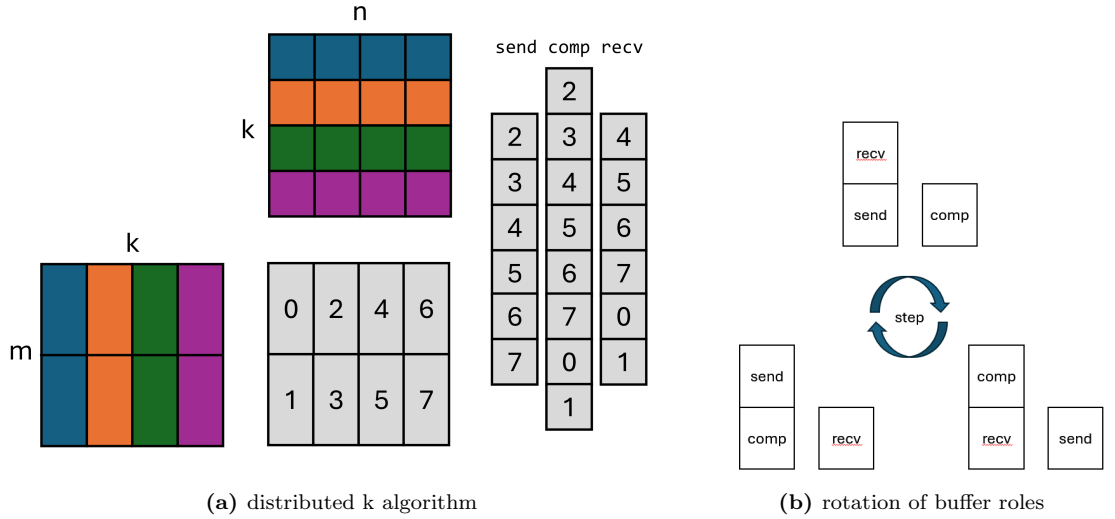 n
send comp recv
2
k
2 3 4
3 4 5
4 5 6
5 6 7
6 7 0
7 0 1
1
k
m
0 2 4 6
1 3 5 7
(a) distributed k algorithm
recv
send comp
step
send
comp recv
comp
recv send
(b) rotation of buffer roles